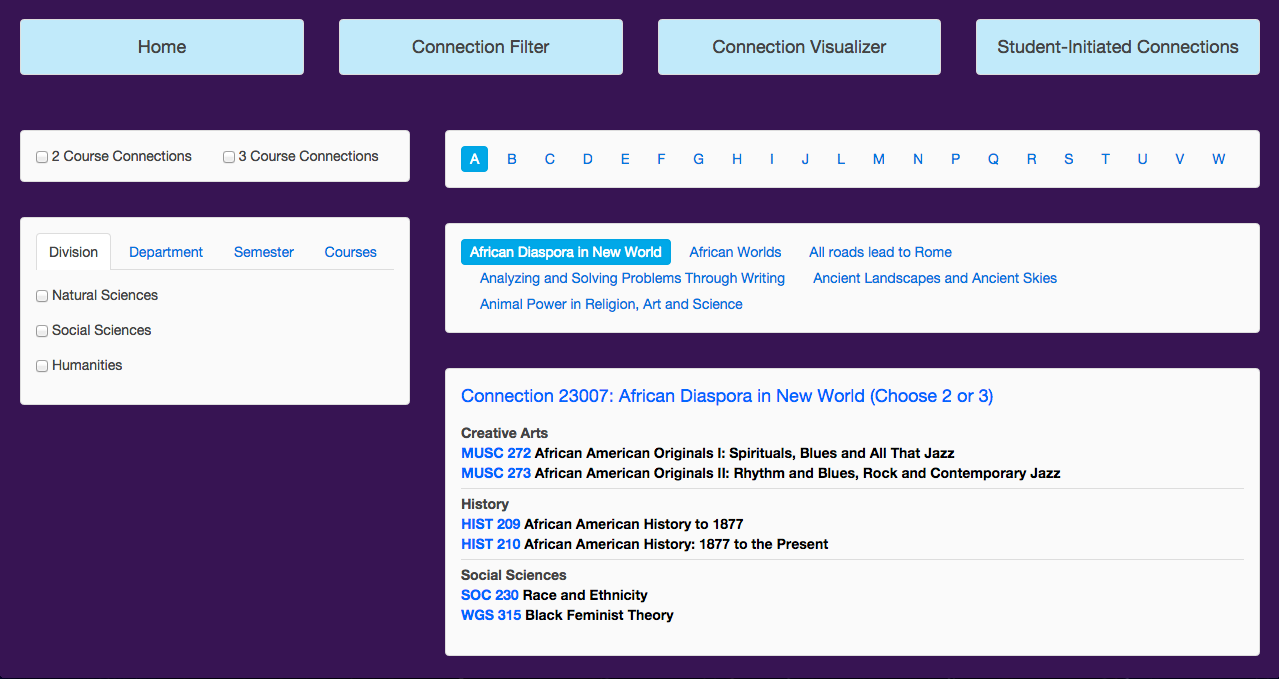 Home Connection Filter Connection Visualizer Student-Initiated Connections
2 Course Connections 3 Course Connections
Division Department Semester Courses
Natural Sciences
Social Sciences
Humanities
A B C D E F G H I J L M N P Q R S T U V W
African Diaspora in New World African Worlds All roads lead to Rome
Analyzing and Solving Problems Through Writing Ancient Landscapes and Ancient Skies
Animal Power in Religion, Art and Science
Connection 23007: African Diaspora in New World (Choose 2 or 3)
Creative Arts
MUSC 272 African American Originals I: Spirituals, Blues and All That Jazz
MUSC 273 African American Originals II: Rhythm and Blues, Rock and Contemporary Jazz
History
HIST 209 African American History to 1877
HIST 210 African American History: 1877 to the Present
Social Sciences
SOC 230 Race and Ethnicity
WGS 315 Black Feminist Theory